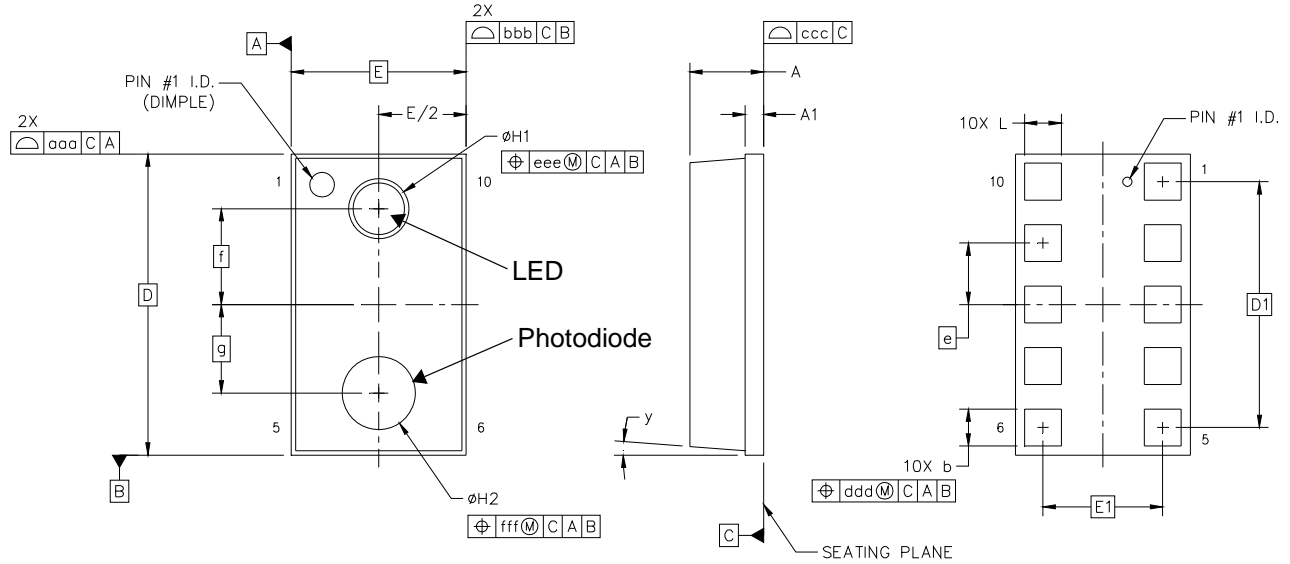 2X
⌓ bbb C B
A
E
PIN #1 I.D.
(DIMPLE)
E/2
2X
⌓ aaa C A
øH1
⌖ eee Ⓜ C A B
1
10
f
LED
D
g
Photodiode
5
6
B
øH2
⌖ fff Ⓜ C A B
⌓ ccc C
A
A1
y
C
SEATING PLANE
10X L
PIN #1 I.D.
10
1
e
D1
6
5
10X b
⌖ ddd Ⓜ C A B
E1